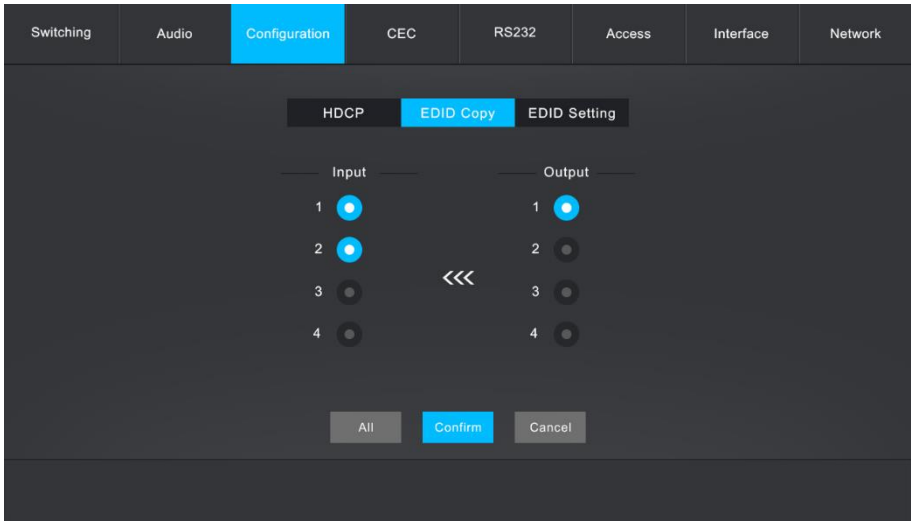 Switching Audio Configuration CEC RS232 Access Interface Network
HDCP EDID Copy EDID Setting
Input Output
1 1
2 2
3 3
4 4
All Confirm Cancel